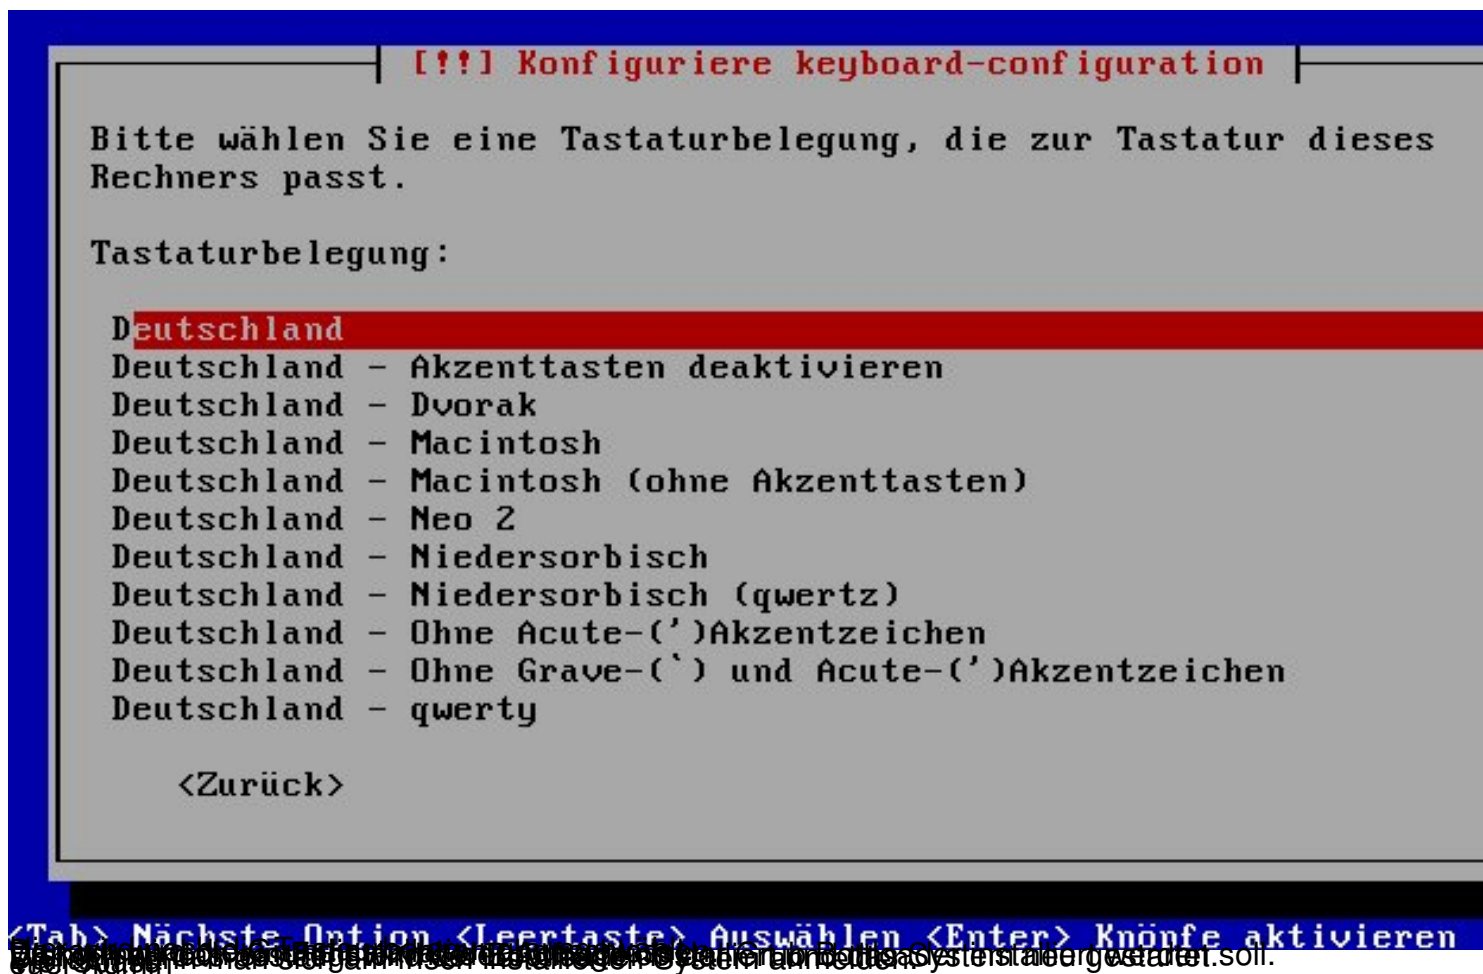 [!!] Konfiguriere keyboard-configuration
Bitte wählen Sie eine Tastaturbelegung, die zur Tastatur dieses
Rechners passt.
Tastaturbelegung:
Deutschland
Deutschland - Akzenttasten deaktivieren
Deutschland - Dvorak
Deutschland - Macintosh
Deutschland - Macintosh (ohne Akzenttasten)
Deutschland - Neo 2
Deutschland - Niedersorbisch
Deutschland - Niedersorbisch (qwertz)
Deutschland - Ohne Acute-(')Akzentzeichen
Deutschland - Ohne Grave-(`) und Acute-(')Akzentzeichen
Deutschland - qwerty
<Zurück>
<Tab> Nächste Option <Leertaste> Auswählen <Enter> Knöpfe aktivieren